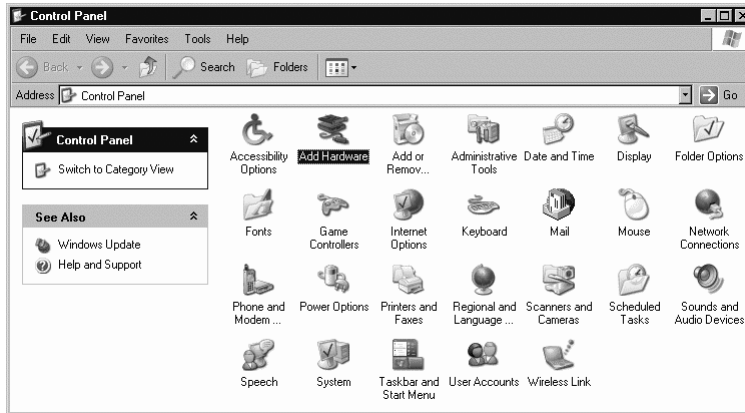 Control Panel
File Edit View Favorites Tools Help
Back Search Folders
Address Control Panel Go
Control Panel
Switch to Category View
See Also
Windows Update
Help and Support
Accessibility Options
Add Hardware
Add or Remov...
Administrative Tools
Date and Time
Display
Folder Options
Fonts
Game Controllers
Internet Options
Keyboard
Mail
Mouse
Network Connections
Phone and Modem ...
Power Options
Printers and Faxes
Regional and Language ...
Scanners and Cameras
Scheduled Tasks
Sounds and Audio Devices
Speech
System
Taskbar and Start Menu
User Accounts
Wireless Link